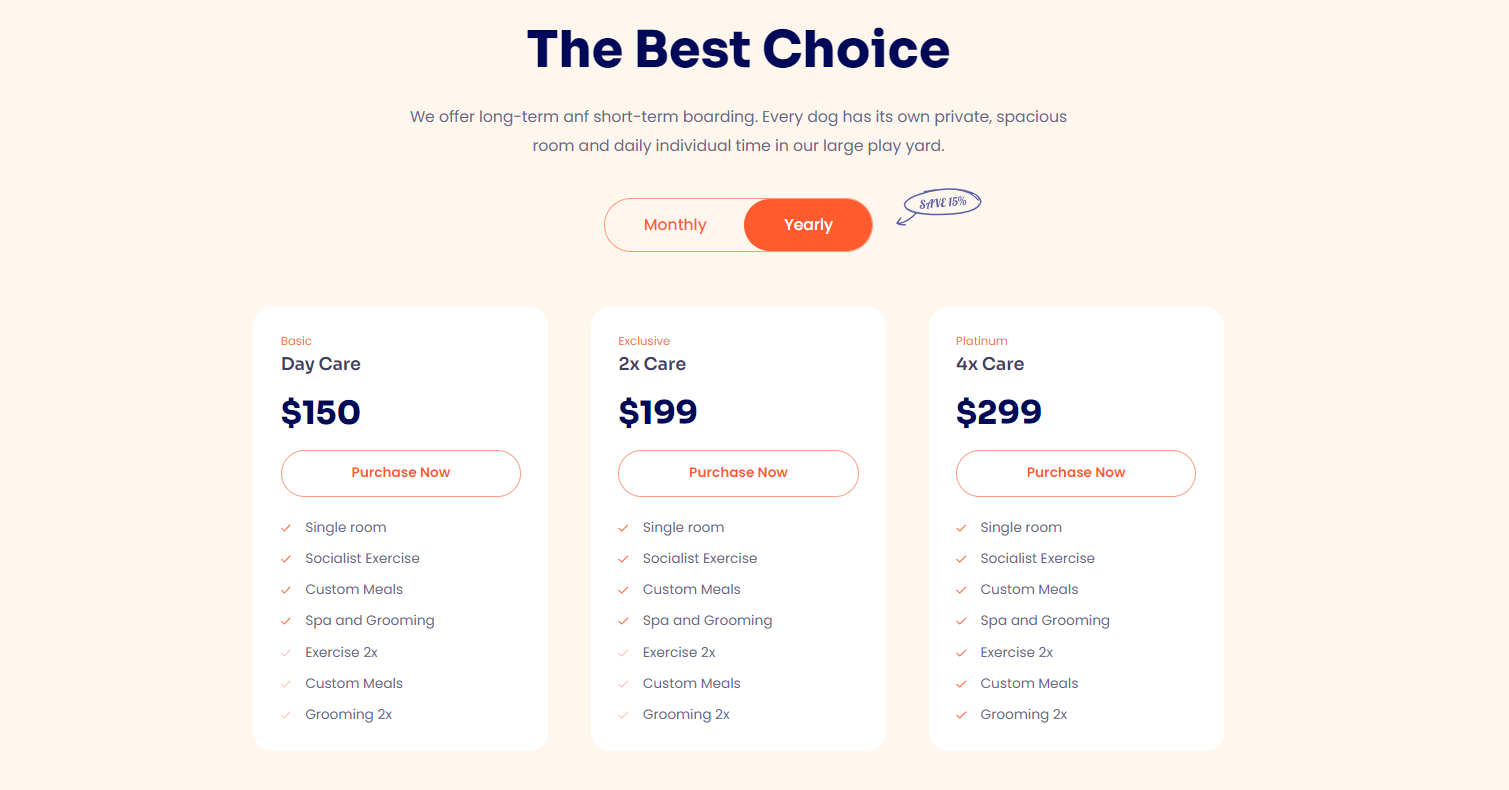 The Best Choice
We offer long-term anf short-term boarding. Every dog has its own private, spacious
room and daily individual time in our large play yard.
Monthly
Yearly
SAVE 15%
Basic
Day Care
$150
Purchase Now
Single room
Socialist Exercise
Custom Meals
Spa and Grooming
Exercise 2x
Custom Meals
Grooming 2x
Exclusive
2x Care
$199
Purchase Now
Single room
Socialist Exercise
Custom Meals
Spa and Grooming
Exercise 2x
Custom Meals
Grooming 2x
Platinum
4x Care
$299
Purchase Now
Single room
Socialist Exercise
Custom Meals
Spa and Grooming
Exercise 2x
Custom Meals
Grooming 2x